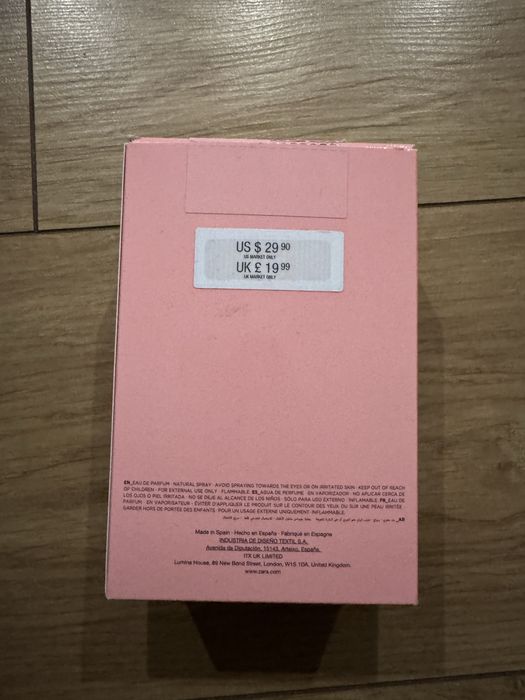 US $ 29 90
US MARKET ONLY
UK £ 19 99
UK MARKET ONLY
EN_EAU DE PARFUM · NATURAL SPRAY · AVOID SPRAYING TOWARDS THE EYES OR ON IRRITATED SKIN · KEEP OUT OF REACH
OF CHILDREN · FOR EXTERNAL USE ONLY · FLAMMABLE. ES_AGUA DE PERFUME · EN VAPORIZADOR · NO APLICAR CERCA DE
LOS OJOS O PIEL IRRITADA · NO SE DEJE AL ALCANCE DE LOS NIÑOS · SÓLO PARA USO EXTERNO · INFLAMABLE. FR_EAU DE
PARFUM · EN VAPORISATEUR · ÉVITER D'APPLIQUER LE PRODUIT SUR LE CONTOUR DES YEUX OU SUR UNE PEAU IRRITÉE
GARDER HORS DE PORTÉE DES ENFANTS · POUR UN USAGE EXTERNE UNIQUEMENT · INFLAMMABLE.
AR_
Made in Spain · Hecho en España · Fabriqué en Espagne
INDUSTRIA DE DISEÑO TEXTIL S.A.
Avenida da Diputación, 15143, Arteixo, España.
ITX UK LIMITED
Lumina House, 89 New Bond Street, London, W1S 1DA, United Kingdom.
www.zara.com